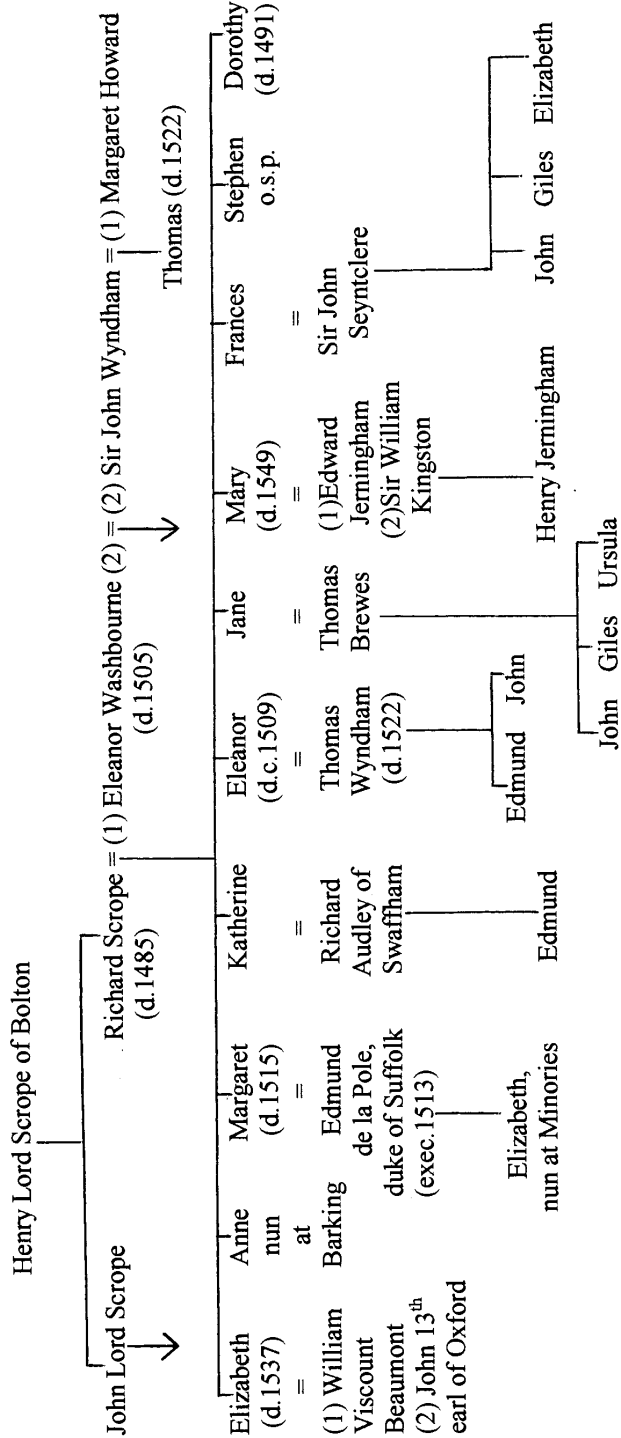 Henry Lord Scrope of Bolton
John Lord Scrope
Richard Scrope = (1) Eleanor Washbourne (2) = (2) Sir John Wyndham = (1) Margaret Howard
(d.1485)
(d.1505)
Thomas (d.1522)
Elizabeth
(d.1537)
=
(1) William
Viscount
Beaumont
(2) John 13th
earl of Oxford
Anne
nun
at
Barking
Margaret
(d.1515)
=
Edmund
de la Pole,
duke of Suffolk
(exec.1513)
Elizabeth,
nun at Minories
Katherine
=
Richard
Audley of
Swaffham
Edmund
Eleanor
(d.c.1509)
=
Thomas
Wyndham
(d.1522)
Edmund John
Jane
=
Thomas
Brewes
John Giles Ursula
Mary
(d.1549)
=
(1)Edward
Jerningham
(2)Sir William
Kingston
Henry Jerningham
Frances
=
Sir John
Seyntclere
John Giles Elizabeth
Stephen
o.s.p.
Dorothy
(d.1491)